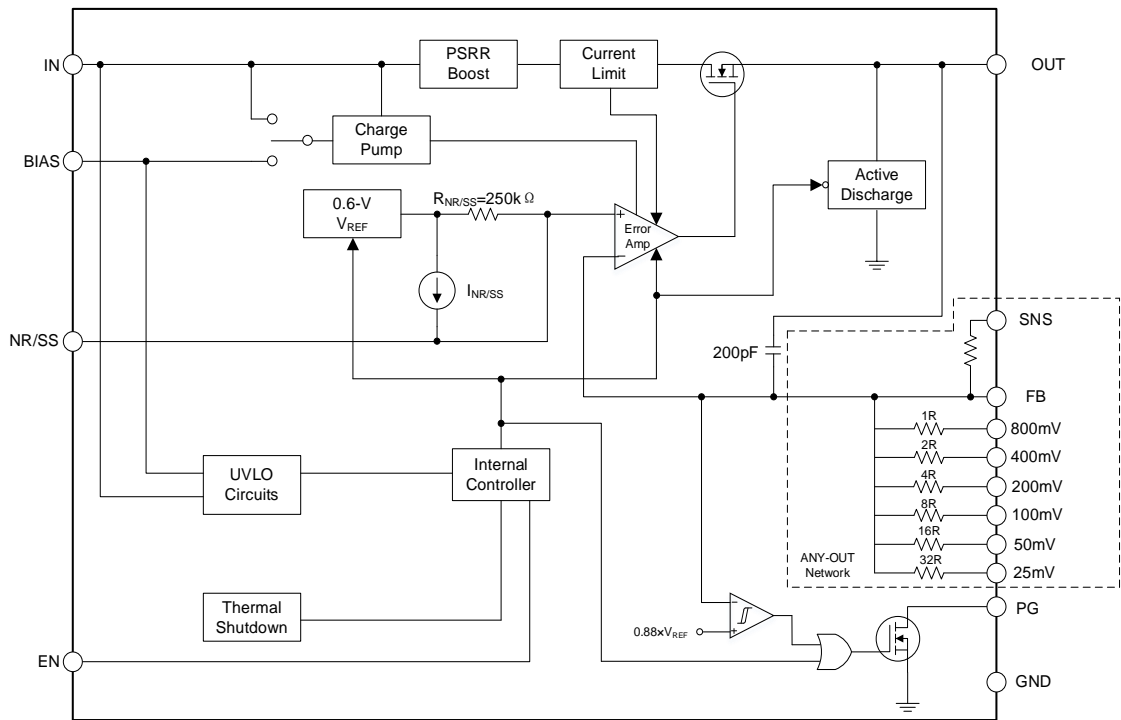 IN
PSRR
Boost
Current
Limit
OUT
Charge
Pump
BIAS
Active
Discharge
0.6-V
VREF
RNR/SS=250kΩ
+
Error
Amp
−
INR/SS
NR/SS
SNS
200pF
FB
1R
800mV
2R
400mV
4R
200mV
8R
100mV
16R
50mV
32R
25mV
ANY-OUT
Network
UVLO
Circuits
Internal
Controller
Thermal
Shutdown
EN
−
+
0.88×VREF
PG
GND